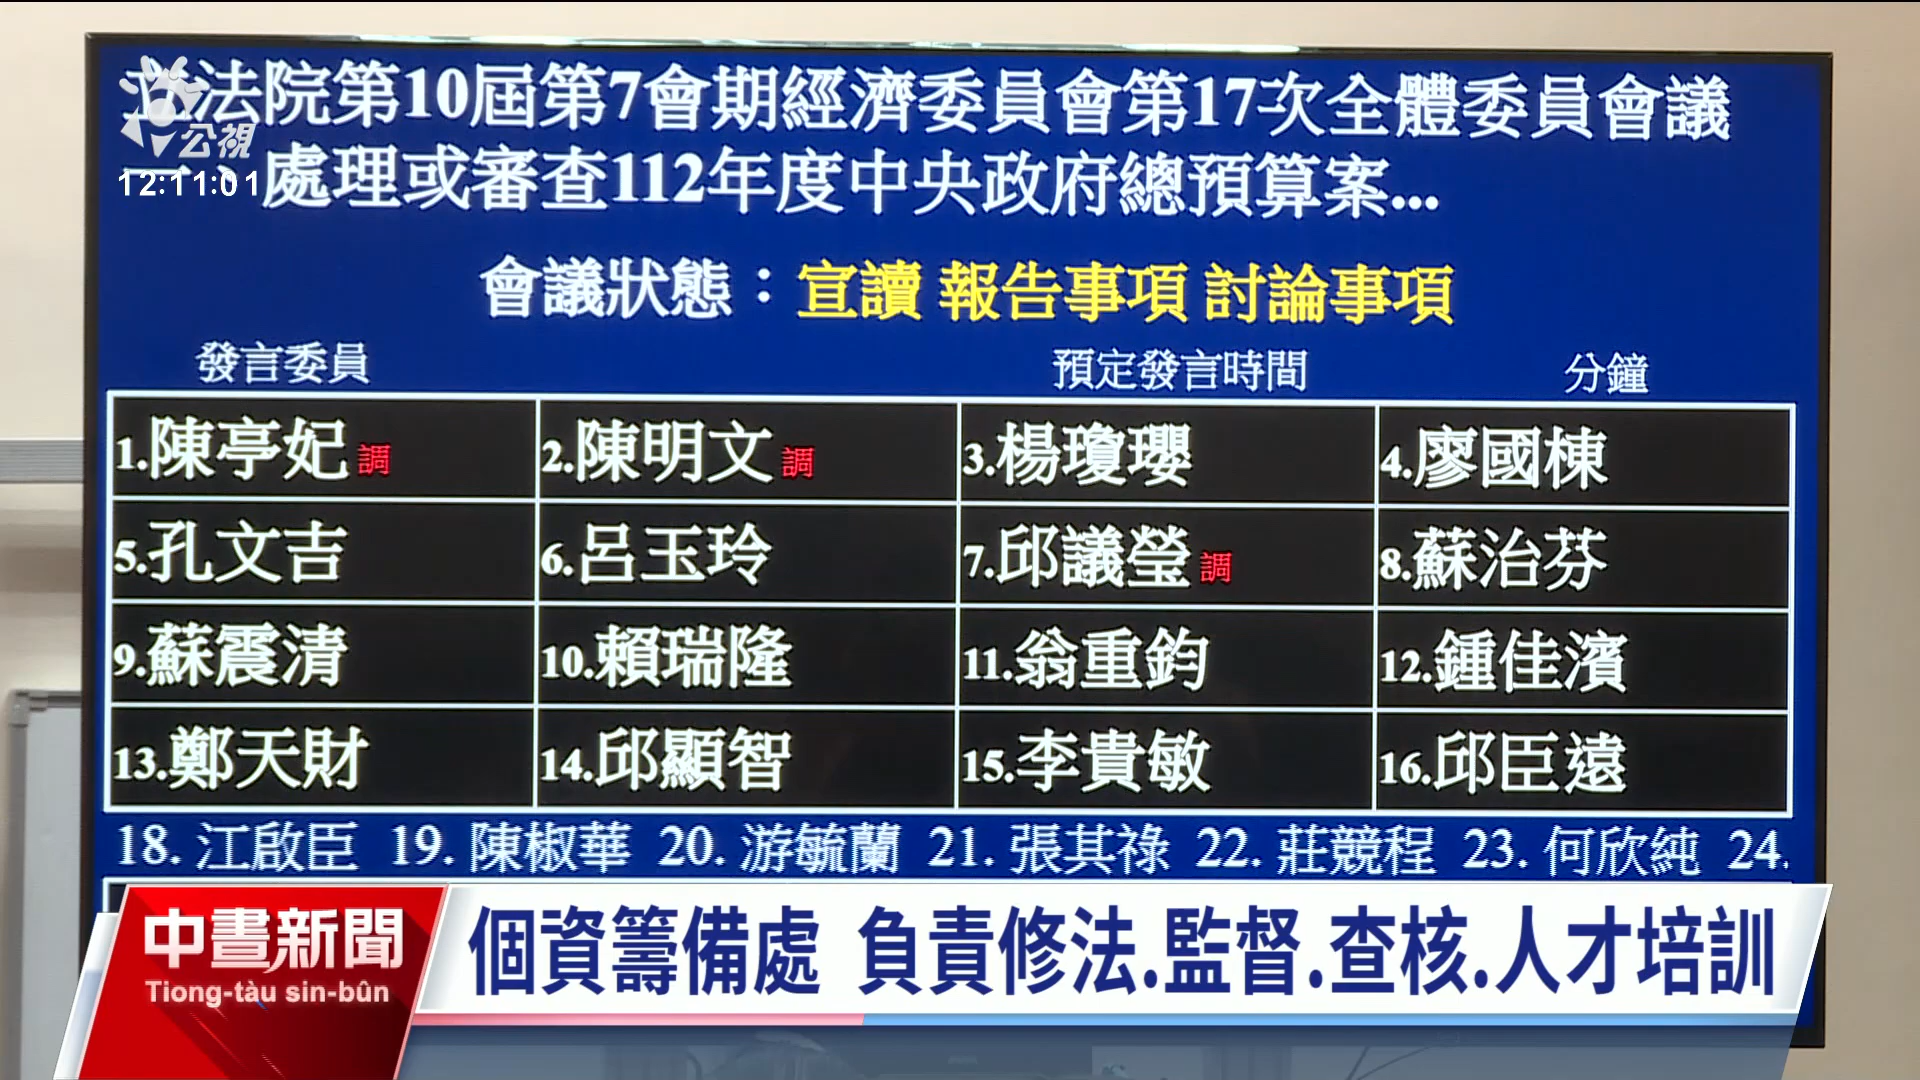 立法院第10屆第7會期經濟委員會第17次全體委員會議
公視
12:11:01
處理或審查112年度中央政府總預算案...
會議狀態：宣讀 報告事項 討論事項
發言委員 預定發言時間 分鐘
1.陳亭妃 調 2.陳明文 調 3.楊瓊瓔 4.廖國棟
5.孔文吉 6.呂玉玲 7.邱議瑩 調 8.蘇治芬
9.蘇震清 10.賴瑞隆 11.翁重鈞 12.鍾佳濱
13.鄭天財 14.邱顯智 15.李貴敏 16.邱臣遠
18. 江啟臣 19. 陳椒華 20. 游毓蘭 21. 張其祿 22. 莊競程 23. 何欣純 24.
中晝新聞
Tiong-tàu sin-bûn
個資籌備處 負責修法.監督.查核.人才培訓